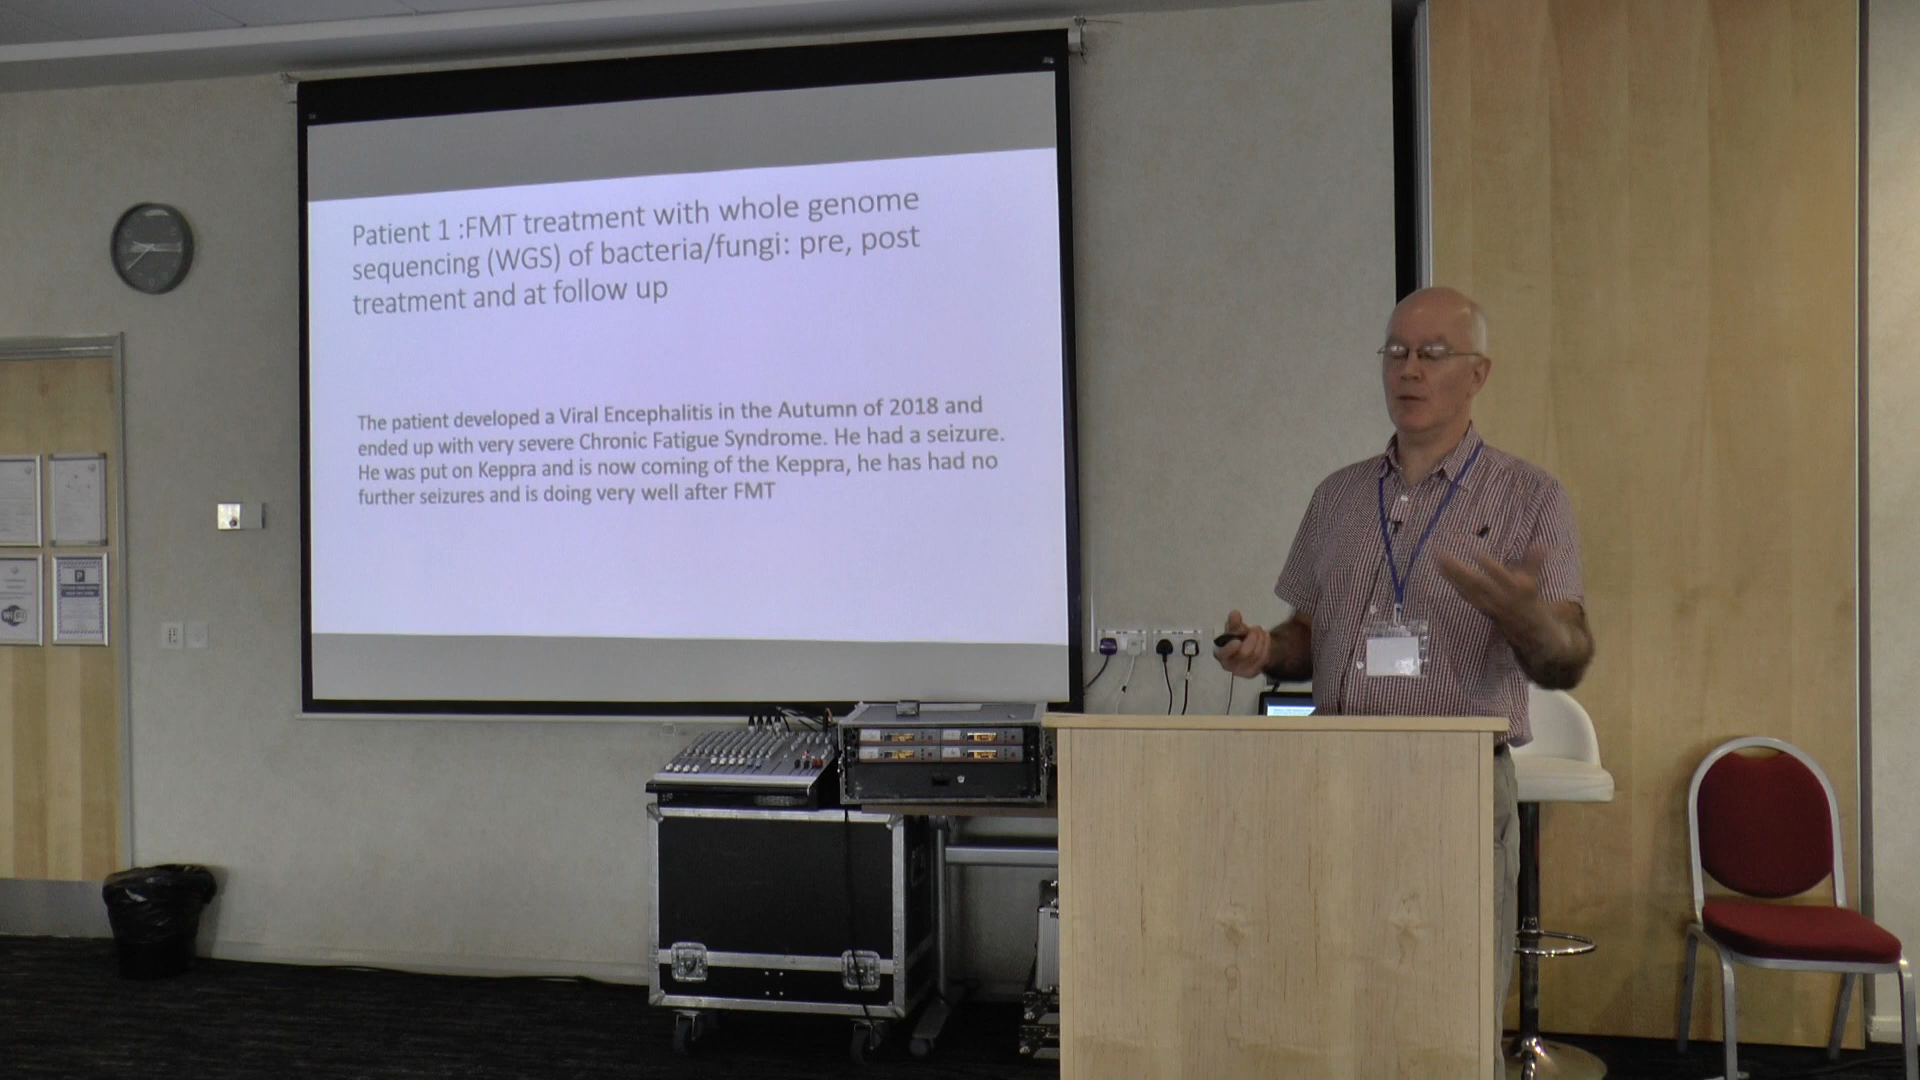 Patient 1 :FMT treatment with whole genome
sequencing (WGS) of bacteria/fungi: pre, post
treatment and at follow up
The patient developed a Viral Encephalitis in the Autumn of 2018 and
ended up with very severe Chronic Fatigue Syndrome. He had a seizure.
He was put on Keppra and is now coming of the Keppra, he has had no
further seizures and is doing very well after FMT
P